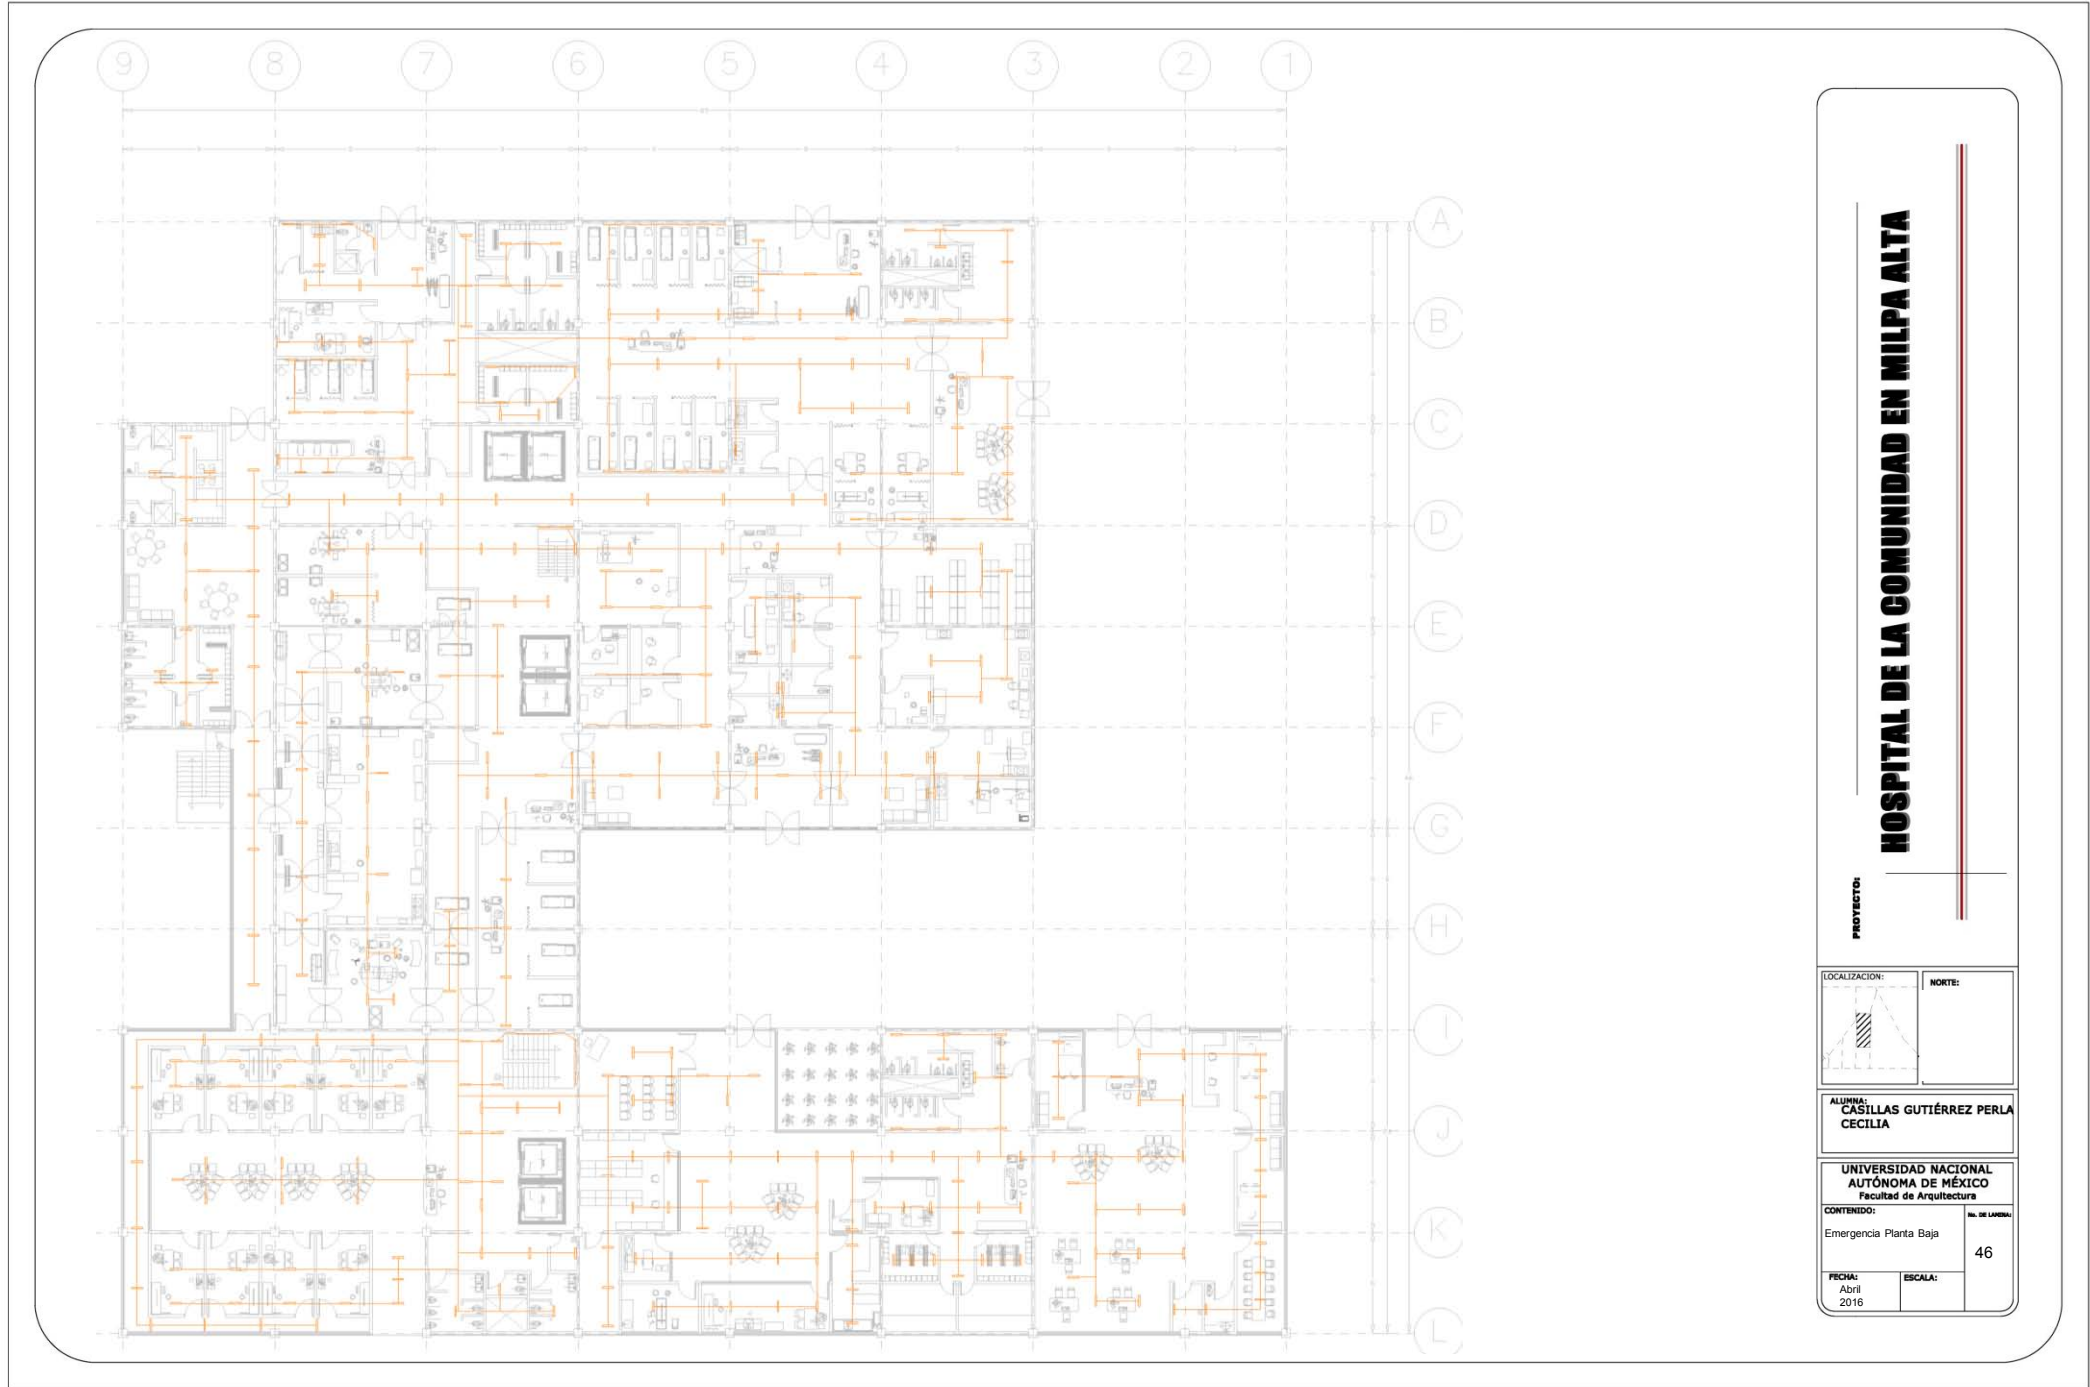 9 8 7 6 5 4 3 2 1
A
B
C
D
E
F
G
H
I
J
K
L
HOSPITAL DE LA COMUNIDAD EN MILPA ALTA
PROYECTO:
LOCALIZACION:
NORTE:
ALUMNA:
CASILLAS GUTIÉRREZ PERLA
CECILIA
UNIVERSIDAD NACIONAL
AUTÓNOMA DE MÉXICO
Facultad de Arquitectura
CONTENIDO:
No. DE LAMINA:
Emergencia Planta Baja
46
FECHA:
ESCALA:
Abril
2016